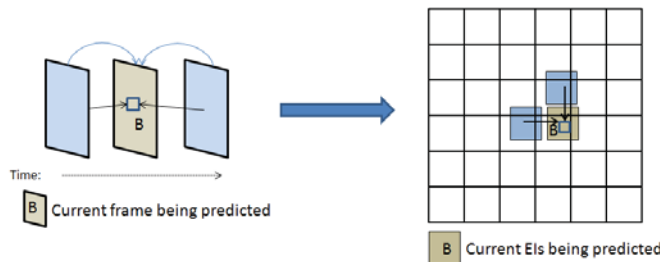 B
B
Time:
B Current frame being predicted
B Current EIs being predicted